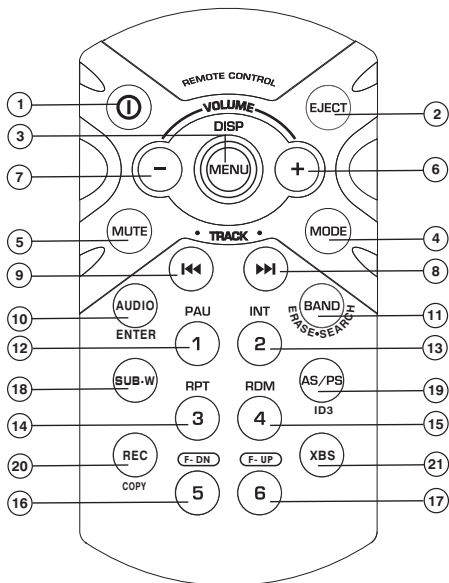 REMOTE CONTROL
VOLUME
1
EJECT
2
DISP
3
MENU
7
−
+
6
5
MUTE
• TRACK •
MODE
4
9
8
10
AUDIO
ENTER
BAND
ERASE•SEARCH
11
PAU
INT
12
1
2
13
18
SUB-W
AS/PS
ID3
19
RPT
RDM
14
3
4
15
20
REC
COPY
XBS
21
F- DN
F- UP
16
5
6
17